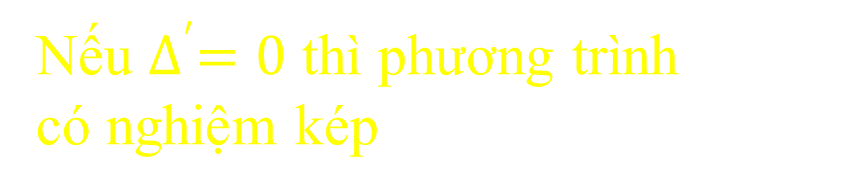 Nếu Δ′= 0 thì phương trình
có nghiệm kép